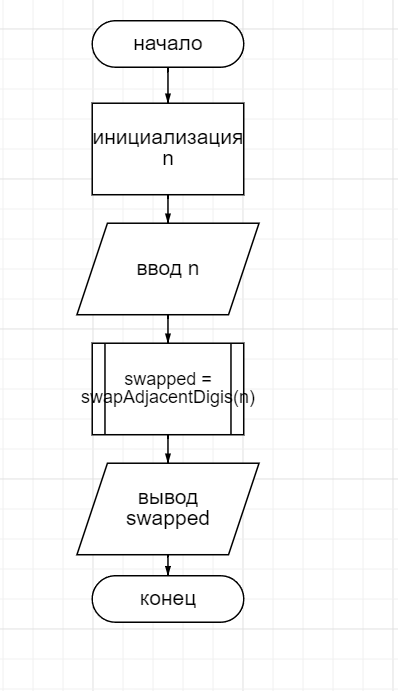 начало
инициализация
n
ввод n
swapped =
swapAdjacentDigis(n)
вывод
swapped
конец